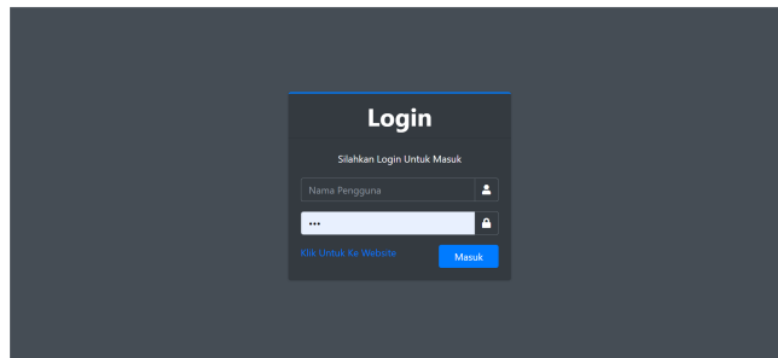 Login
Silahkan Login Untuk Masuk
Nama Pengguna
•••
Klik Untuk Ke Website
Masuk